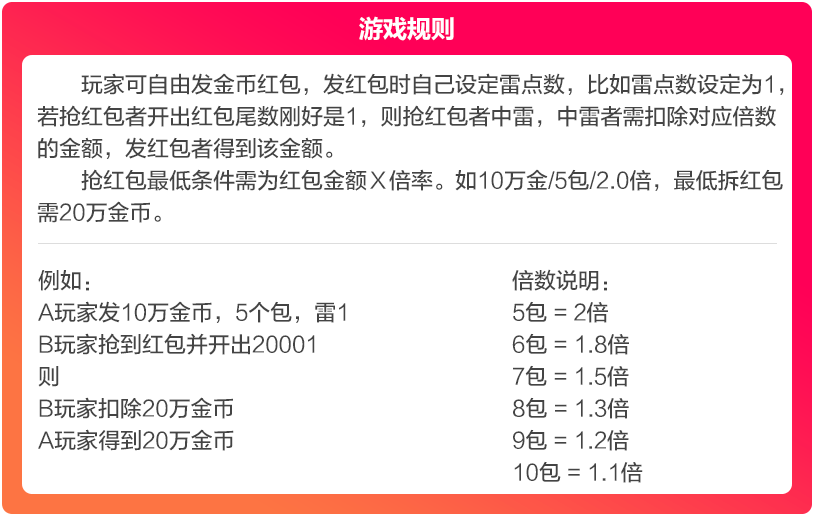 游戏规则
玩家可自由发金币红包，发红包时自己设定雷点数，比如雷点数设定为1，
若抢红包者开出红包尾数刚好是1，则抢红包者中雷，中雷者需扣除对应倍数
的金额，发红包者得到该金额。
抢红包最低条件需为红包金额X倍率。如10万金/5包/2.0倍，最低拆红包
需20万金币。
例如：
A玩家发10万金币，5个包，雷1
B玩家抢到红包并开出20001
则
B玩家扣除20万金币
A玩家得到20万金币
倍数说明：
5包 = 2倍
6包 = 1.8倍
7包 = 1.5倍
8包 = 1.3倍
9包 = 1.2倍
10包 = 1.1倍